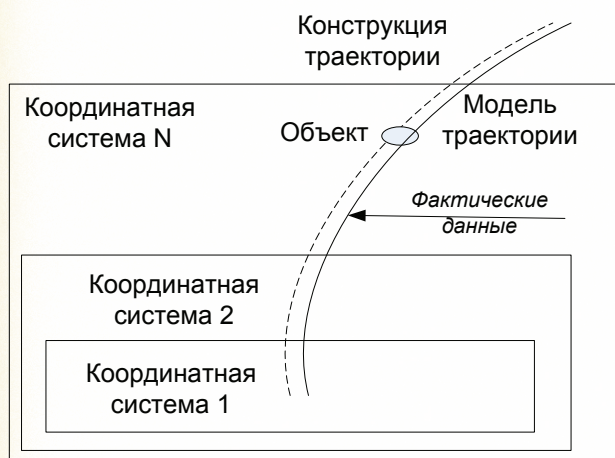 Конструкция
траектории
Координатная
система N
Объект
Модель
траектории
Фактические
данные
Координатная
система 2
Координатная
система 1